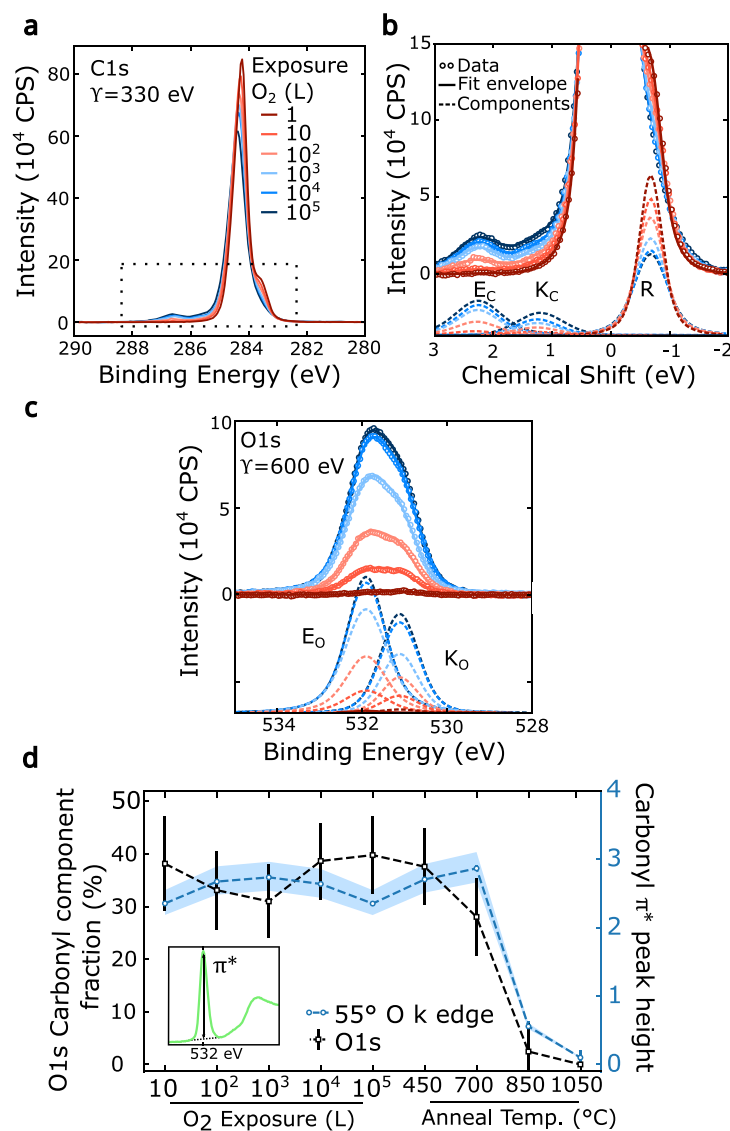 a
C1s
ϒ=330 eV
Exposure
O₂ (L)
1
10
10²
10³
10⁴
10⁵
80
60
40
20
0
Intensity (10⁴ CPS)
290 288 286 284 282 280
Binding Energy (eV)
b
Data
Fit envelope
Components
15
10
5
0
Intensity (10⁴ CPS)
E_C K_C R
3 2 1 0 -1 -2
Chemical Shift (eV)
c
O1s
ϒ=600 eV
10
5
0
Intensity (10⁴ CPS)
E_O
K_O
534 532 530 528
Binding Energy (eV)
d
50
40
30
20
10
0
O1s Carbonyl component
fraction (%)
4
3
2
1
0
Carbonyl π* peak height
π*
532 eV
55° O k edge
O1s
10 10² 10³ 10⁴ 10⁵ 450 700 850 1050
O₂ Exposure (L) Anneal Temp. (°C)